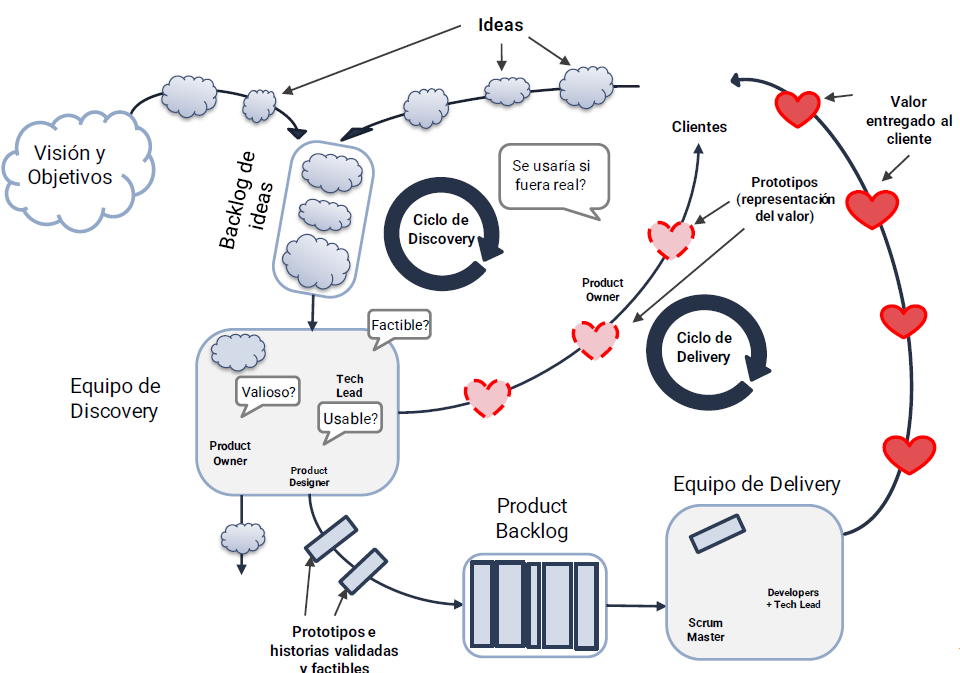 Ideas
Visión y
Objetivos
Backlog de
ideas
Ciclo de
Discovery
Se usaría si
fuera real?
Clientes
Prototipos
(representación
del valor)
Valor
entregado al
cliente
Product
Owner
Ciclo de
Delivery
Equipo de
Discovery
Factible?
Valioso?
Tech
Lead
Usable?
Product
Owner
Product
Designer
Prototipos e
historias validadas
y factibles
Product
Backlog
Equipo de Delivery
Developers
+ Tech Lead
Scrum
Master